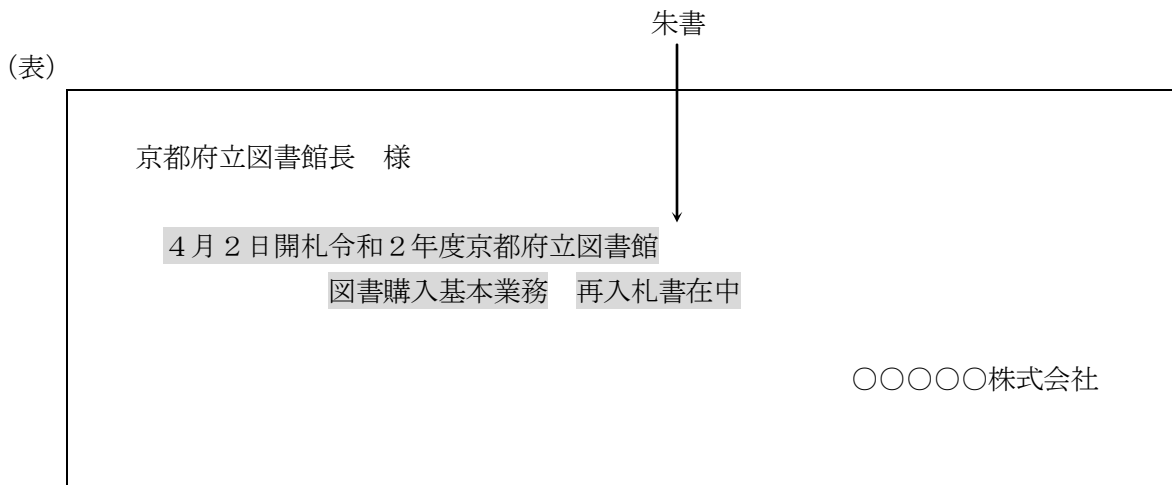 朱書
（表）
京都府立図書館長　様
４月２日開札令和２年度京都府立図書館
図書購入基本業務　再入札書在中
○○○○○株式会社